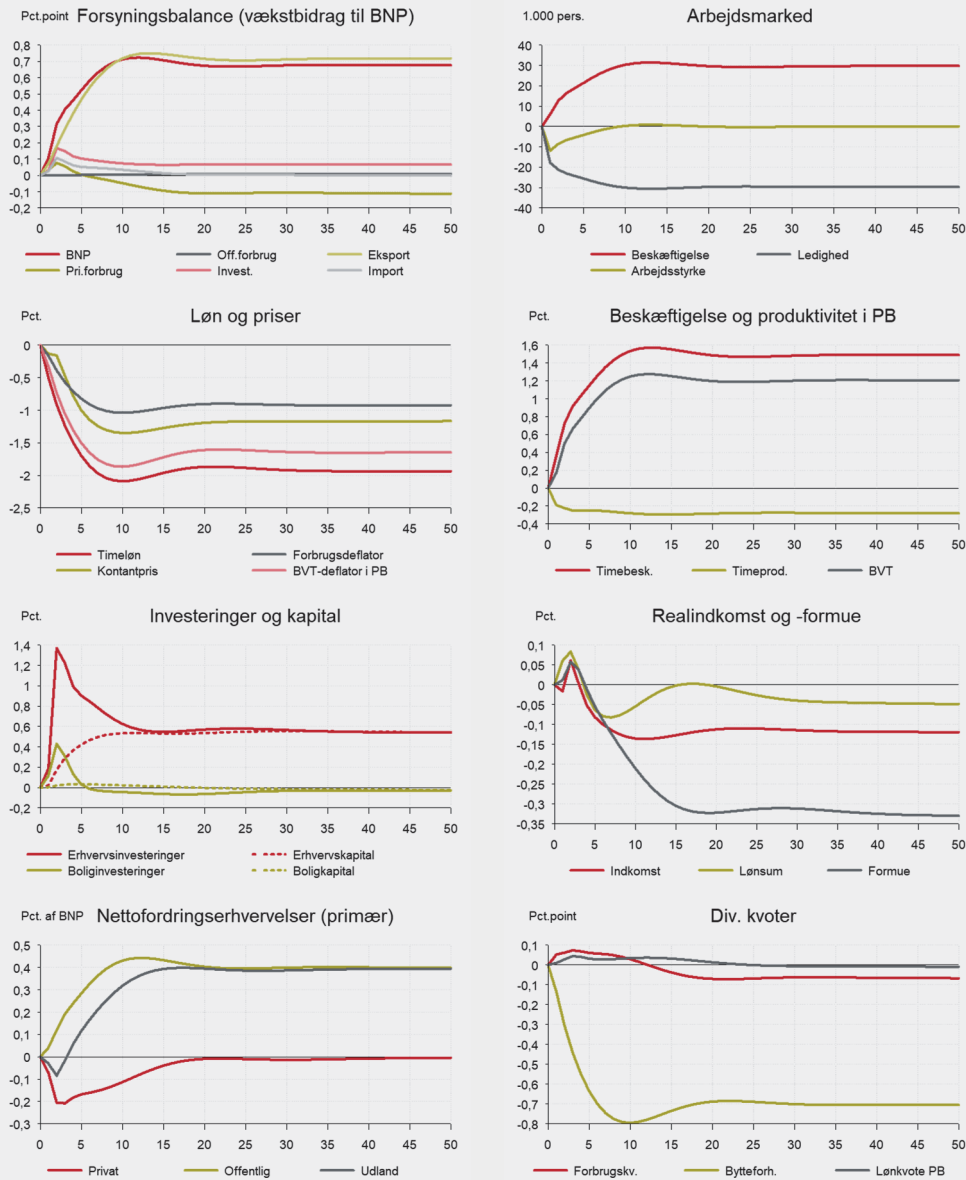 Pct.point Forsyningsbalance (vækstbidrag til BNP)
0,8
0,7
0,6
0,5
0,4
0,3
0,2
0,1
0
-0,1
-0,2
0 5 10 15 20 25 30 35 40 45 50
BNP Off.forbrug Eksport
Pri.forbrug Invest. Import
1.000 pers. Arbejdsmarked
40
30
20
10
0
-10
-20
-30
-40
0 5 10 15 20 25 30 35 40 45 50
Beskæftigelse Ledighed
Arbejdsstyrke
Pct. Løn og priser
0
-0,5
-1
-1,5
-2
-2,5
0 5 10 15 20 25 30 35 40 45 50
Timeløn Forbrugsdeflator
Kontantpris BVT-deflator i PB
Pct. Beskæftigelse og produktivitet i PB
1,6
1,4
1,2
1
0,8
0,6
0,4
0,2
0
-0,2
-0,4
0 5 10 15 20 25 30 35 40 45 50
Timebesk. Timeprod. BVT
Pct. Investeringer og kapital
1,4
1,2
1
0,8
0,6
0,4
0,2
0
-0,2
0 5 10 15 20 25 30 35 40 45 50
Erhvervsinvesteringer Erhvervskapital
Boliginvesteringer Boligkapital
Pct. Realindkomst og -formue
0,1
0,05
0
-0,05
-0,1
-0,15
-0,2
-0,25
-0,3
-0,35
0 5 10 15 20 25 30 35 40 45 50
Indkomst Lønsum Formue
Pct. af BNP Nettofordringserhvervelser (primær)
0,5
0,4
0,3
0,2
0,1
0
-0,1
-0,2
-0,3
0 5 10 15 20 25 30 35 40 45 50
Privat Offentlig Udland
Pct.point Div. kvoter
0,1
0
-0,1
-0,2
-0,3
-0,4
-0,5
-0,6
-0,7
-0,8
0 5 10 15 20 25 30 35 40 45 50
Forbrugskv. Bytteforh. Lønkvote PB